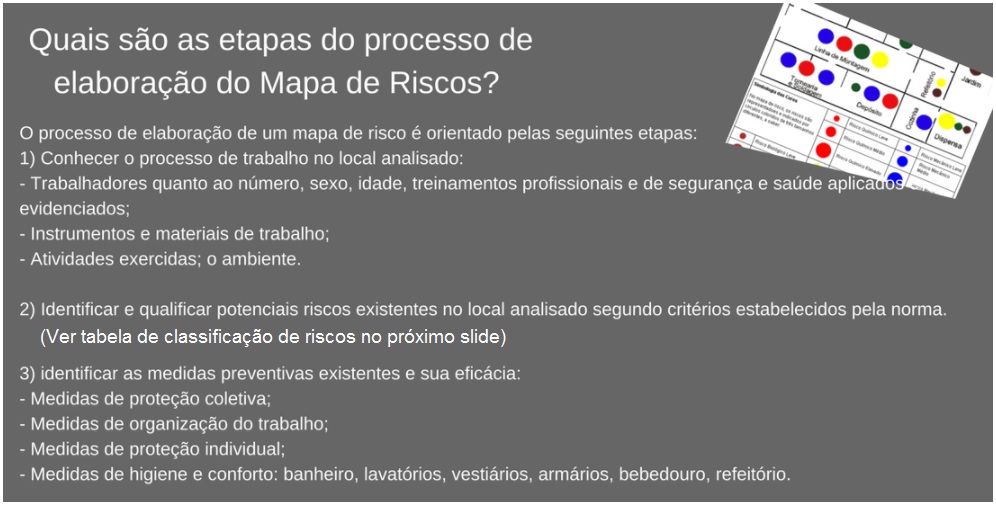 Quais são as etapas do processo de
elaboração do Mapa de Riscos?
O processo de elaboração de um mapa de risco é orientado pelas seguintes etapas:
1) Conhecer o processo de trabalho no local analisado:
- Trabalhadores quanto ao número, sexo, idade, treinamentos profissionais e de segurança e saúde aplicados e
evidenciados;
- Instrumentos e materiais de trabalho;
- Atividades exercidas; o ambiente.
2) Identificar e qualificar potenciais riscos existentes no local analisado segundo critérios estabelecidos pela norma.
(Ver tabela de classificação de riscos no próximo slide)
3) identificar as medidas preventivas existentes e sua eficácia:
- Medidas de proteção coletiva;
- Medidas de organização do trabalho;
- Medidas de proteção individual;
- Medidas de higiene e conforto: banheiro, lavatórios, vestiários, armários, bebedouro, refeitório.
Linha de Montagem
Refeitório
Jardim
Tornearia
Depósito
Cozinha
Dispensa
Simbologia das Cores
Risco Químico Leve
Risco Mecânico Leve
Risco Químico Médio
Risco Mecânico
Médio
Risco Biológico Leve
Risco Químico Elevado